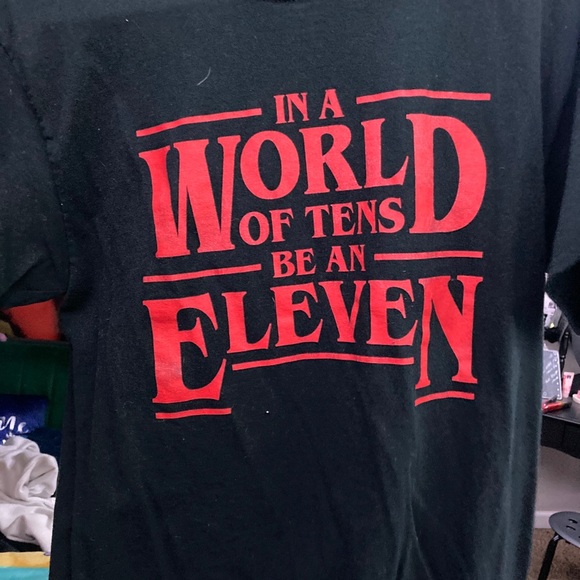 IN A
WORLD
OF TENS
BE AN
ELEVEN